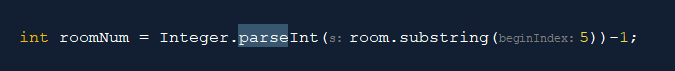 int roomNum = Integer.parseInt( s: room.substring( beginIndex: 5))-1;